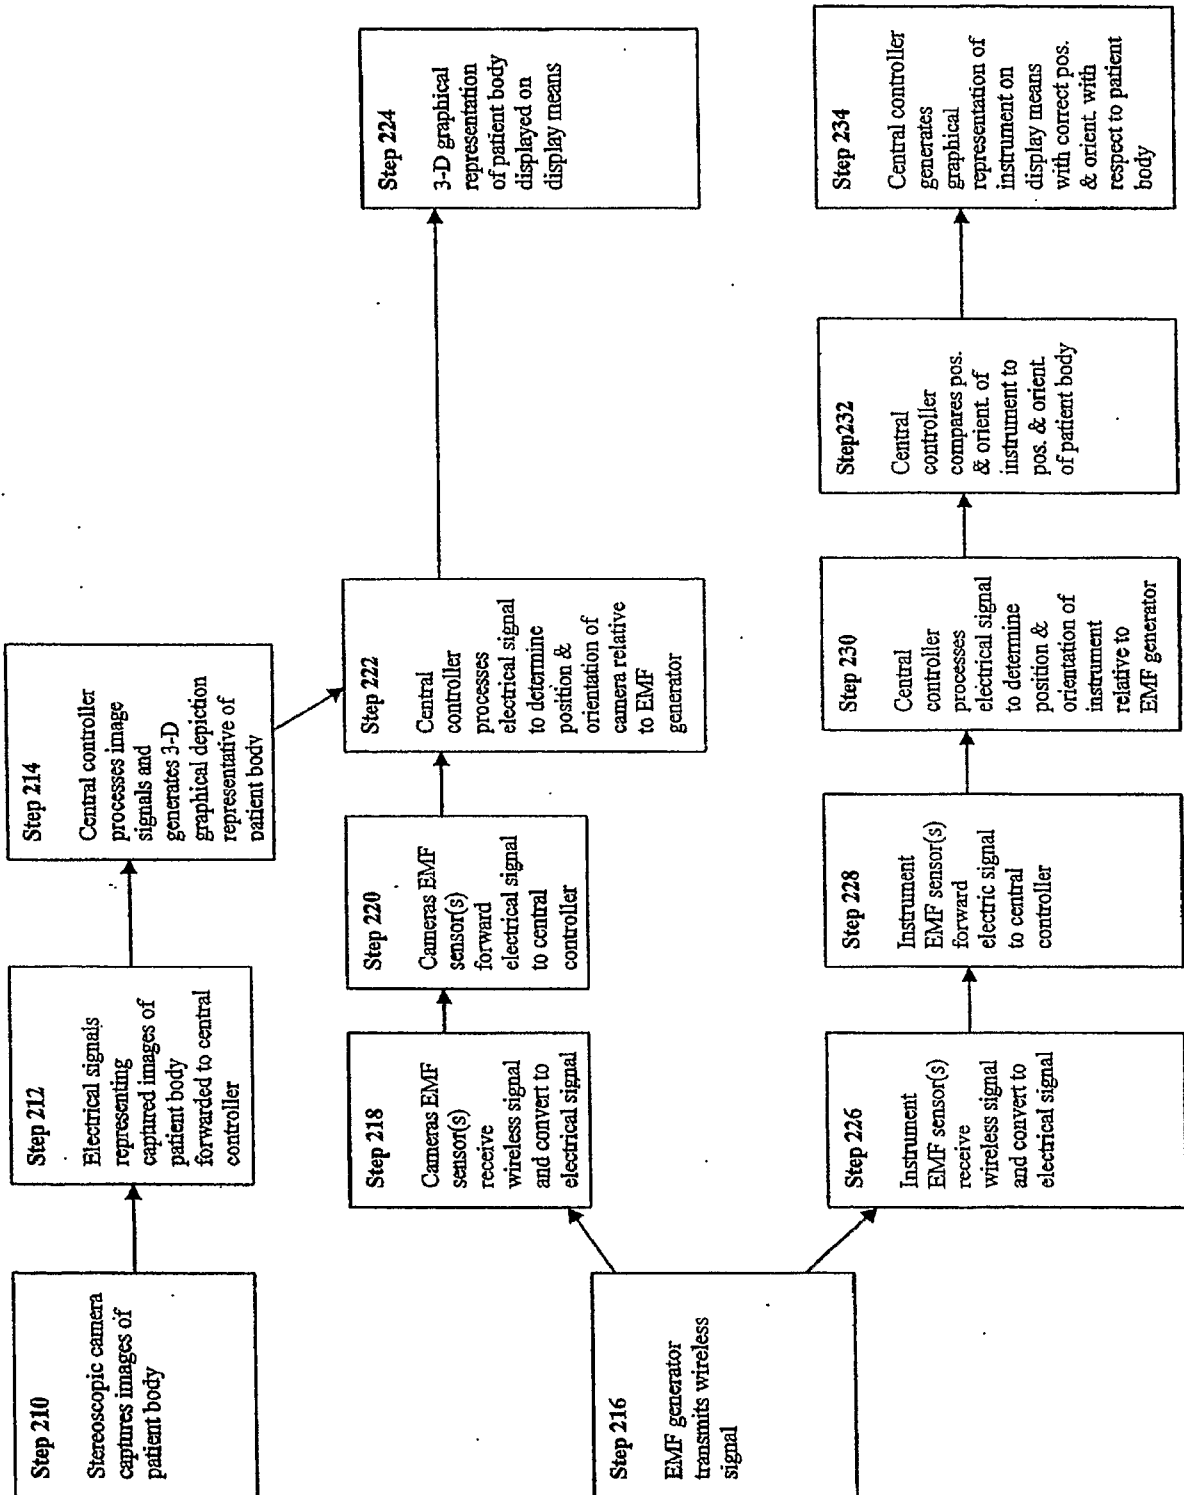 Step 210
Stereoscopic camera
captures images of
patient body
Step 212
Electrical signals
representing
captured images of
patient body
forwarded to central
controller
Step 214
Central controller
processes image
signals and
generates 3-D
graphical depiction
representative of
patient body
Step 216
EMF generator
transmits wireless
signal
Step 218
Cameras EMF
sensor(s)
receive
wireless signal
and convert to
electrical signal
Step 220
Cameras EMF
sensor(s)
forward
electrical signal
to central
controller
Step 222
Central
controller
processes
electrical signal
to determine
position &
orientation of
camera relative
to EMF
generator
Step 224
3-D graphical
representation
of patient body
displayed on
display means
Step 226
Instrument
EMF sensor(s)
receive
wireless signal
and convert to
electrical signal
Step 228
Instrument
EMF sensor(s)
forward
electric signal
to central
controller
Step 230
Central
controller
processes
electrical signal
to determine
position &
orientation of
instrument
relative to
EMF generator
Step232
Central
controller
compares pos.
& orient. of
instrument to
pos. & orient.
of patient body
Step 234
Central controller
generates
graphical
representation of
instrument on
display means
with correct pos.
& orient. with
respect to patient
body